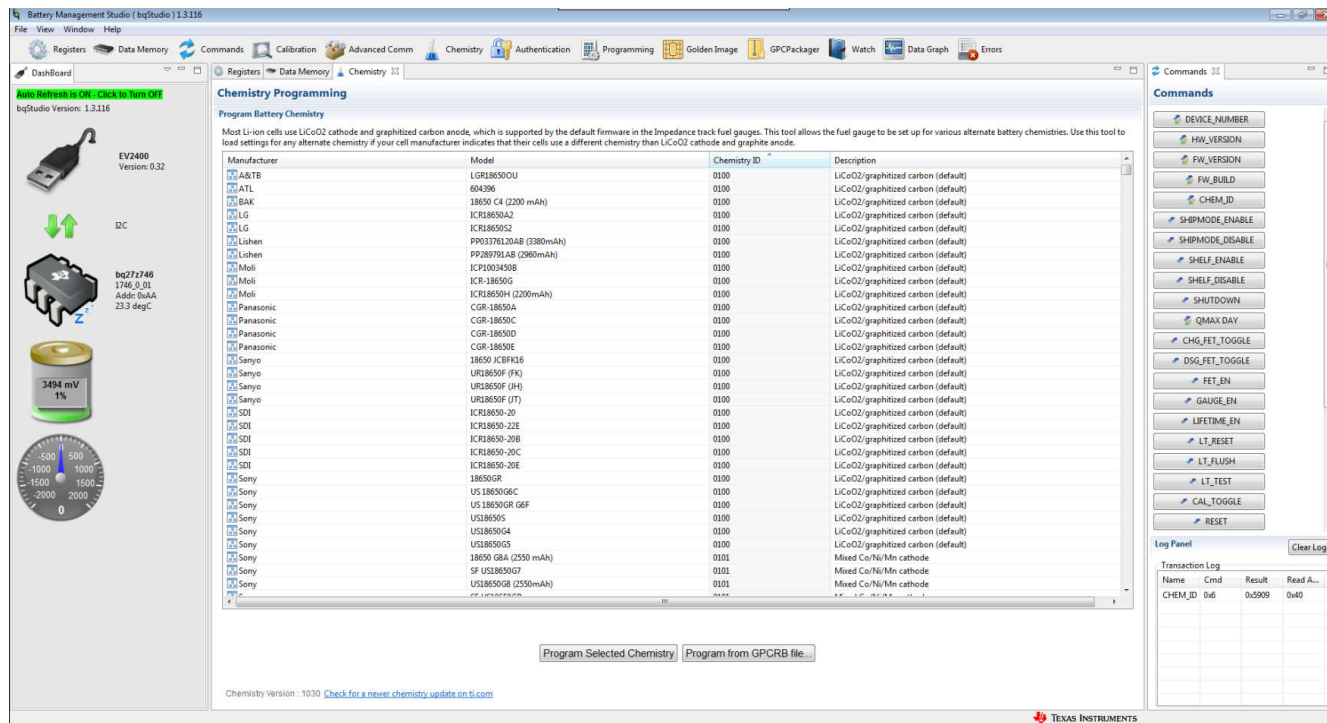 Battery Management Studio ( bqStudio ) 1.3.116
File View Window Help
Registers Data Memory Commands Calibration Advanced Comm Chemistry Authentication Programming Golden Image GPCPackager Watch Data Graph Errors
DashBoard
Auto Refresh is ON - Click to Turn OFF
bqStudio Version: 1.3.116
EV2400
Version: 0.32
I2C
bq27z746
1746_0_01
Addr: 0xAA
23.3 degC
Z z
3494 mV
1%
-500 500
-1000 1000
-1500 1500
-2000 2000
0
Registers Data Memory Chemistry
Chemistry Programming
Program Battery Chemistry
Most Li-ion cells use LiCoO2 cathode and graphitized carbon anode, which is supported by the default firmware in the Impedance track fuel gauges. This tool allows the fuel gauge to be set up for various alternate battery chemistries. Use this tool to
load settings for any alternate chemistry if your cell manufacturer indicates that their cells use a different chemistry than LiCoO2 cathode and graphite anode.
Manufacturer Model Chemistry ID Description
A&TB LGR18650OU 0100 LiCoO2/graphitized carbon (default)
ATL 604396 0100 LiCoO2/graphitized carbon (default)
BAK 18650 C4 (2200 mAh) 0100 LiCoO2/graphitized carbon (default)
LG ICR18650A2 0100 LiCoO2/graphitized carbon (default)
LG ICR18650S2 0100 LiCoO2/graphitized carbon (default)
Lishen PP03376120AB (3380mAh) 0100 LiCoO2/graphitized carbon (default)
Lishen PP289791AB (2960mAh) 0100 LiCoO2/graphitized carbon (default)
Moli ICP1003450B 0100 LiCoO2/graphitized carbon (default)
Moli ICR-18650G 0100 LiCoO2/graphitized carbon (default)
Moli ICR18650H (2200mAh) 0100 LiCoO2/graphitized carbon (default)
Panasonic CGR-18650A 0100 LiCoO2/graphitized carbon (default)
Panasonic CGR-18650C 0100 LiCoO2/graphitized carbon (default)
Panasonic CGR-18650D 0100 LiCoO2/graphitized carbon (default)
Panasonic CGR-18650E 0100 LiCoO2/graphitized carbon (default)
Sanyo 18650 JCBFK16 0100 LiCoO2/graphitized carbon (default)
Sanyo UR18650F (FK) 0100 LiCoO2/graphitized carbon (default)
Sanyo UR18650F (JH) 0100 LiCoO2/graphitized carbon (default)
Sanyo UR18650F (JT) 0100 LiCoO2/graphitized carbon (default)
SDI ICR18650-20 0100 LiCoO2/graphitized carbon (default)
SDI ICR18650-22E 0100 LiCoO2/graphitized carbon (default)
SDI ICR18650-20B 0100 LiCoO2/graphitized carbon (default)
SDI ICR18650-20C 0100 LiCoO2/graphitized carbon (default)
SDI ICR18650-20E 0100 LiCoO2/graphitized carbon (default)
Sony 18650GR 0100 LiCoO2/graphitized carbon (default)
Sony US 18650G6C 0100 LiCoO2/graphitized carbon (default)
Sony US 18650GR G6F 0100 LiCoO2/graphitized carbon (default)
Sony US18650S 0100 LiCoO2/graphitized carbon (default)
Sony US18650G4 0100 LiCoO2/graphitized carbon (default)
Sony US18650G5 0100 LiCoO2/graphitized carbon (default)
Sony 18650 G8A (2550 mAh) 0101 Mixed Co/Ni/Mn cathode
Sony SF US18650G7 0101 Mixed Co/Ni/Mn cathode
Sony US18650G8 (2550mAh) 0101 Mixed Co/Ni/Mn cathode
Program Selected Chemistry Program from GPCRB file...
Chemistry Version : 1030 Check for a newer chemistry update on ti.com
Commands
Commands
DEVICE_NUMBER
HW_VERSION
FW_VERSION
FW_BUILD
CHEM_ID
SHIPMODE_ENABLE
SHIPMODE_DISABLE
SHELF_ENABLE
SHELF_DISABLE
SHUTDOWN
QMAX DAY
CHG_FET_TOGGLE
DSG_FET_TOGGLE
FET_EN
GAUGE_EN
LIFETIME_EN
LT_RESET
LT_FLUSH
LT_TEST
CAL_TOGGLE
RESET
Log Panel Clear Log
Transaction Log
Name Cmd Result Read A...
CHEM_ID 0x6 0x5909 0x40
TEXAS INSTRUMENTS